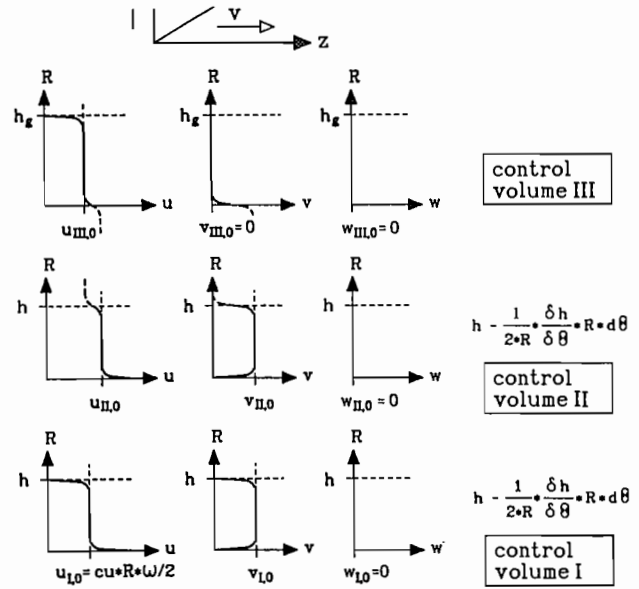 V
Z
R R R
h_g h_g h_g
u v w
u_III,0 v_III,0 = 0 w_III,0 = 0
control
volume III
R R R
h h h
u v w
u_II,0 v_II,0 w_II,0 = 0
h - 1/2*R * δh/δθ * R * dθ
control
volume II
R R R
h h h
u v w
u_I,0 = cu*R*ω/2 v_I,0 w_I,0 = 0
h - 1/2*R * δh/δθ * R * dθ
control
volume I